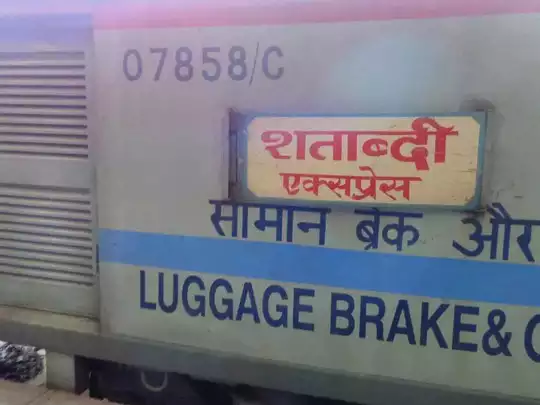 07858/C
शताब्दी
एक्सप्रेस
सामान ब्रेक और
LUGGAGE BRAKE&